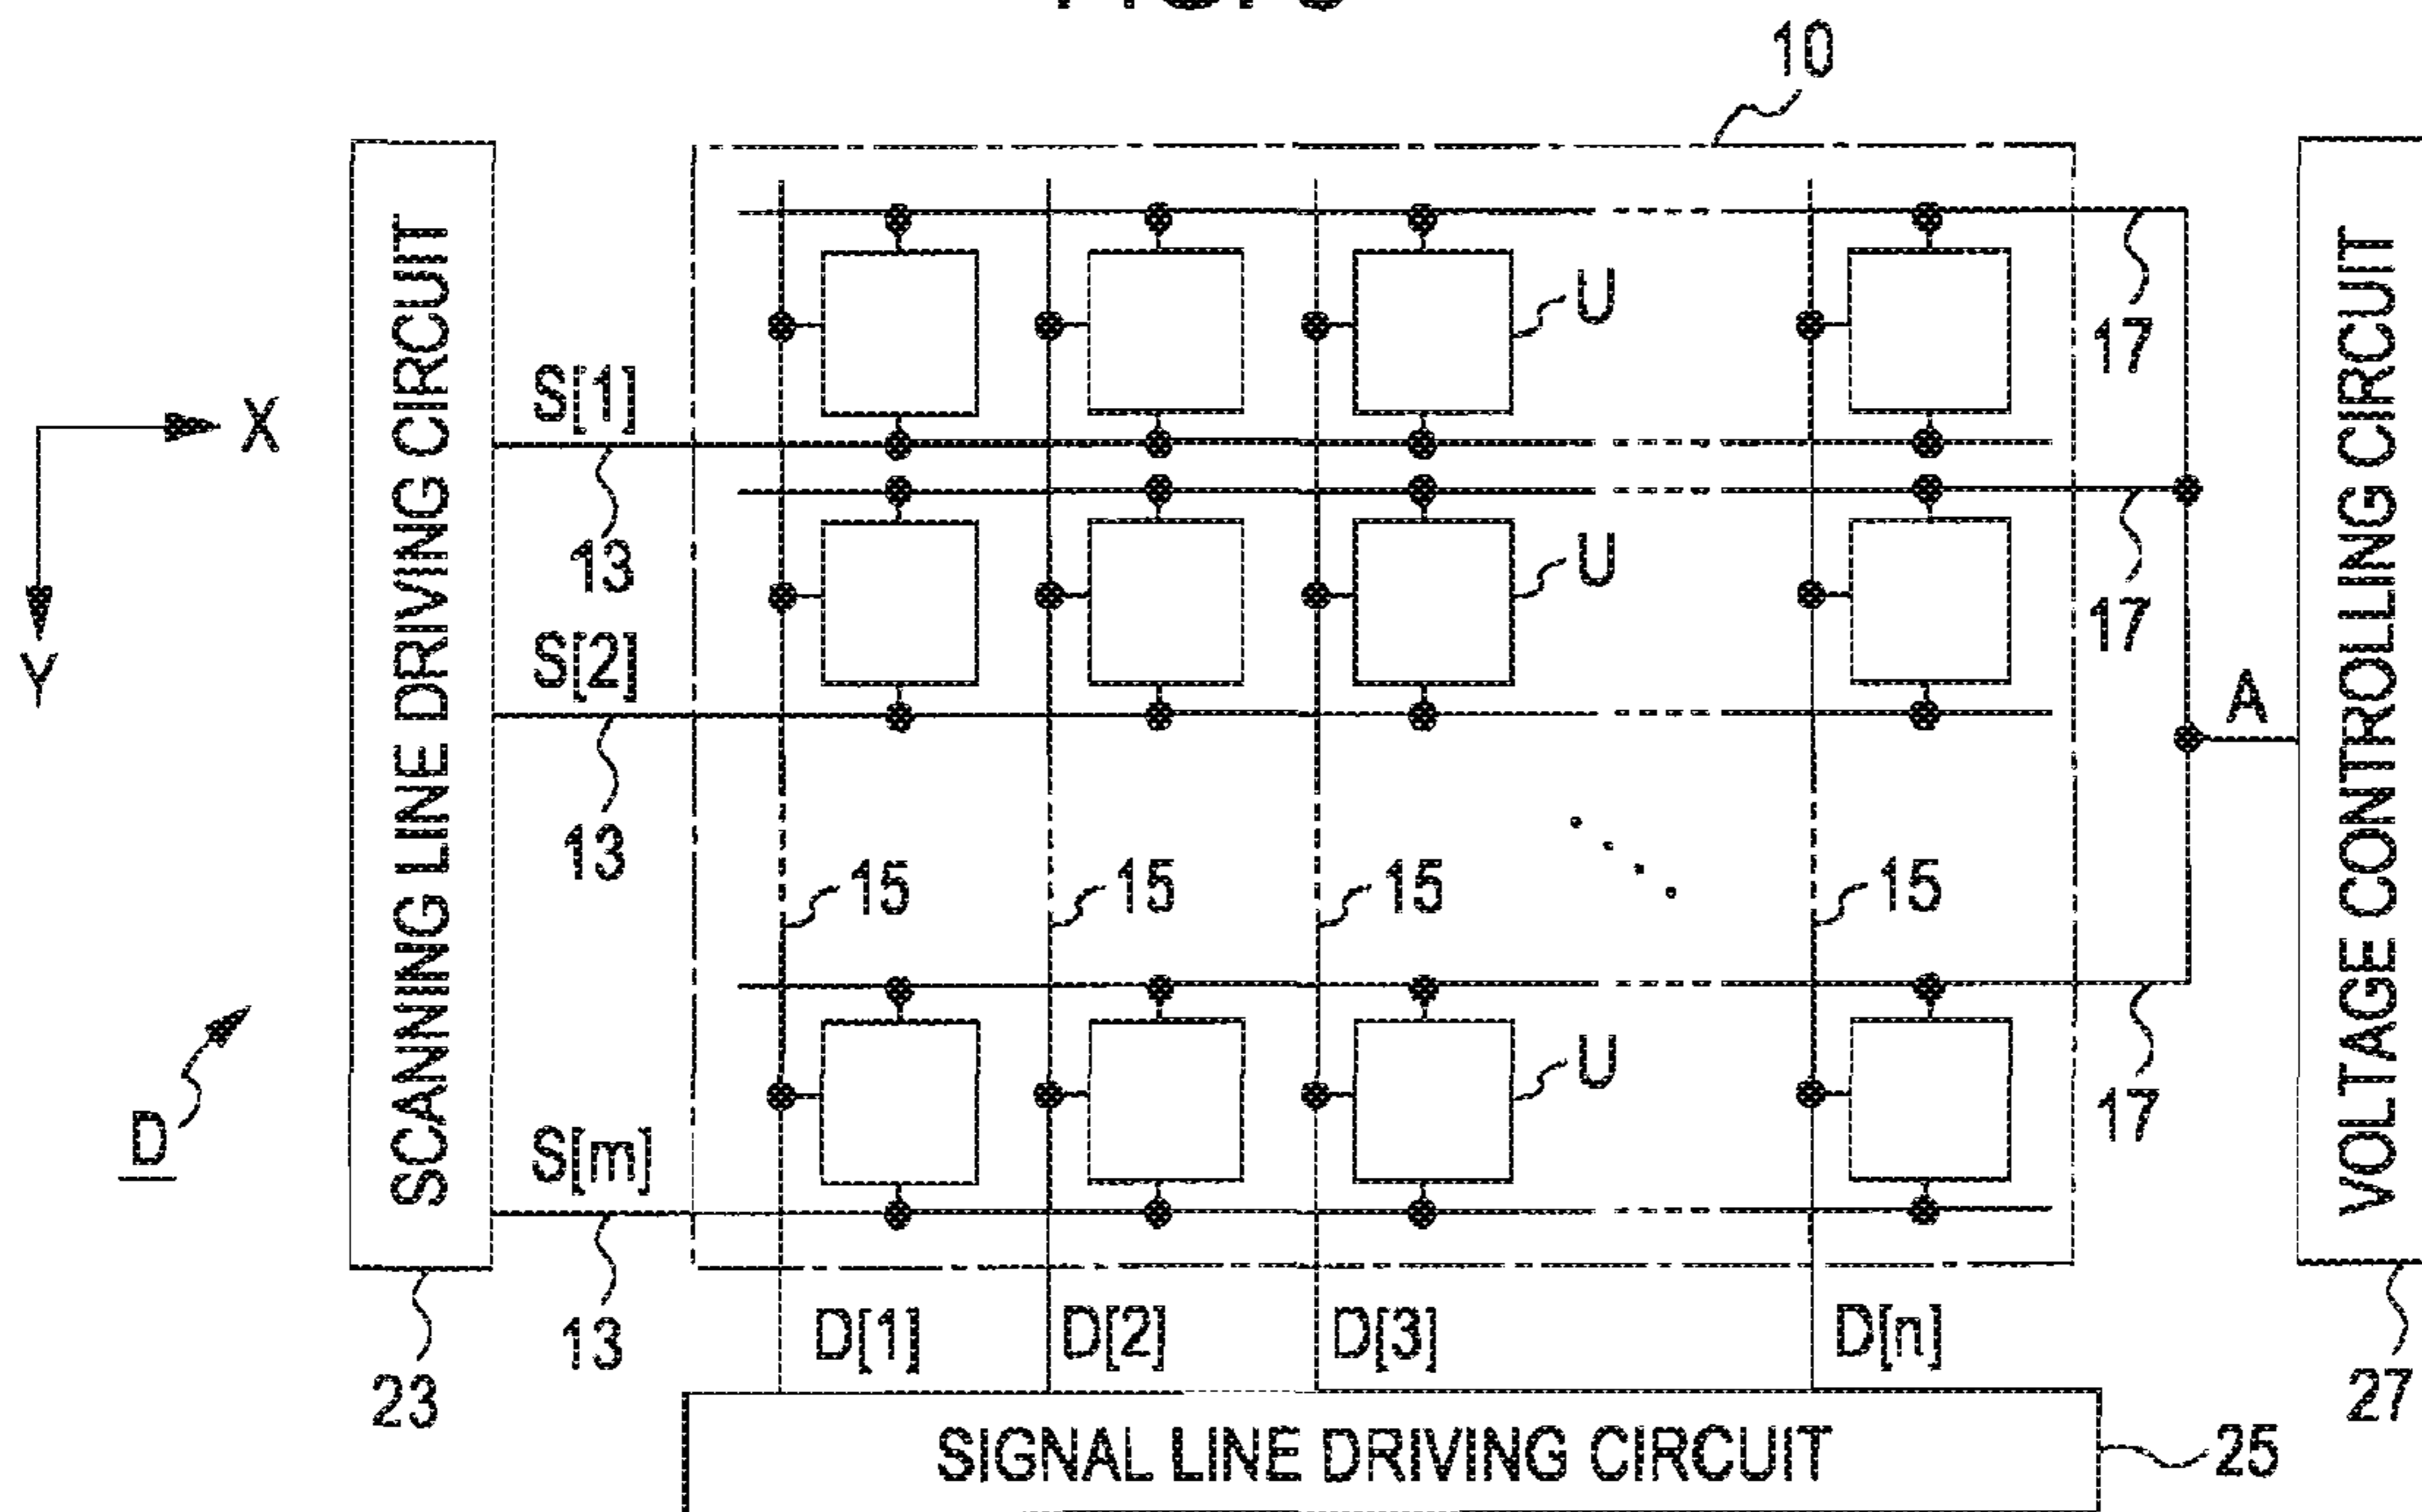 10
SCANNING LINE DRIVING CIRCUIT
VOLTAGE CONTROLLING CIRCUIT
U
17
S[1]
X
13
U
17
S[2]
Y
A
13
15
15
15
15
U
17
D
S[m]
13
D[1]
D[2]
D[3]
D[n]
23
27
SIGNAL LINE DRIVING CIRCUIT
25